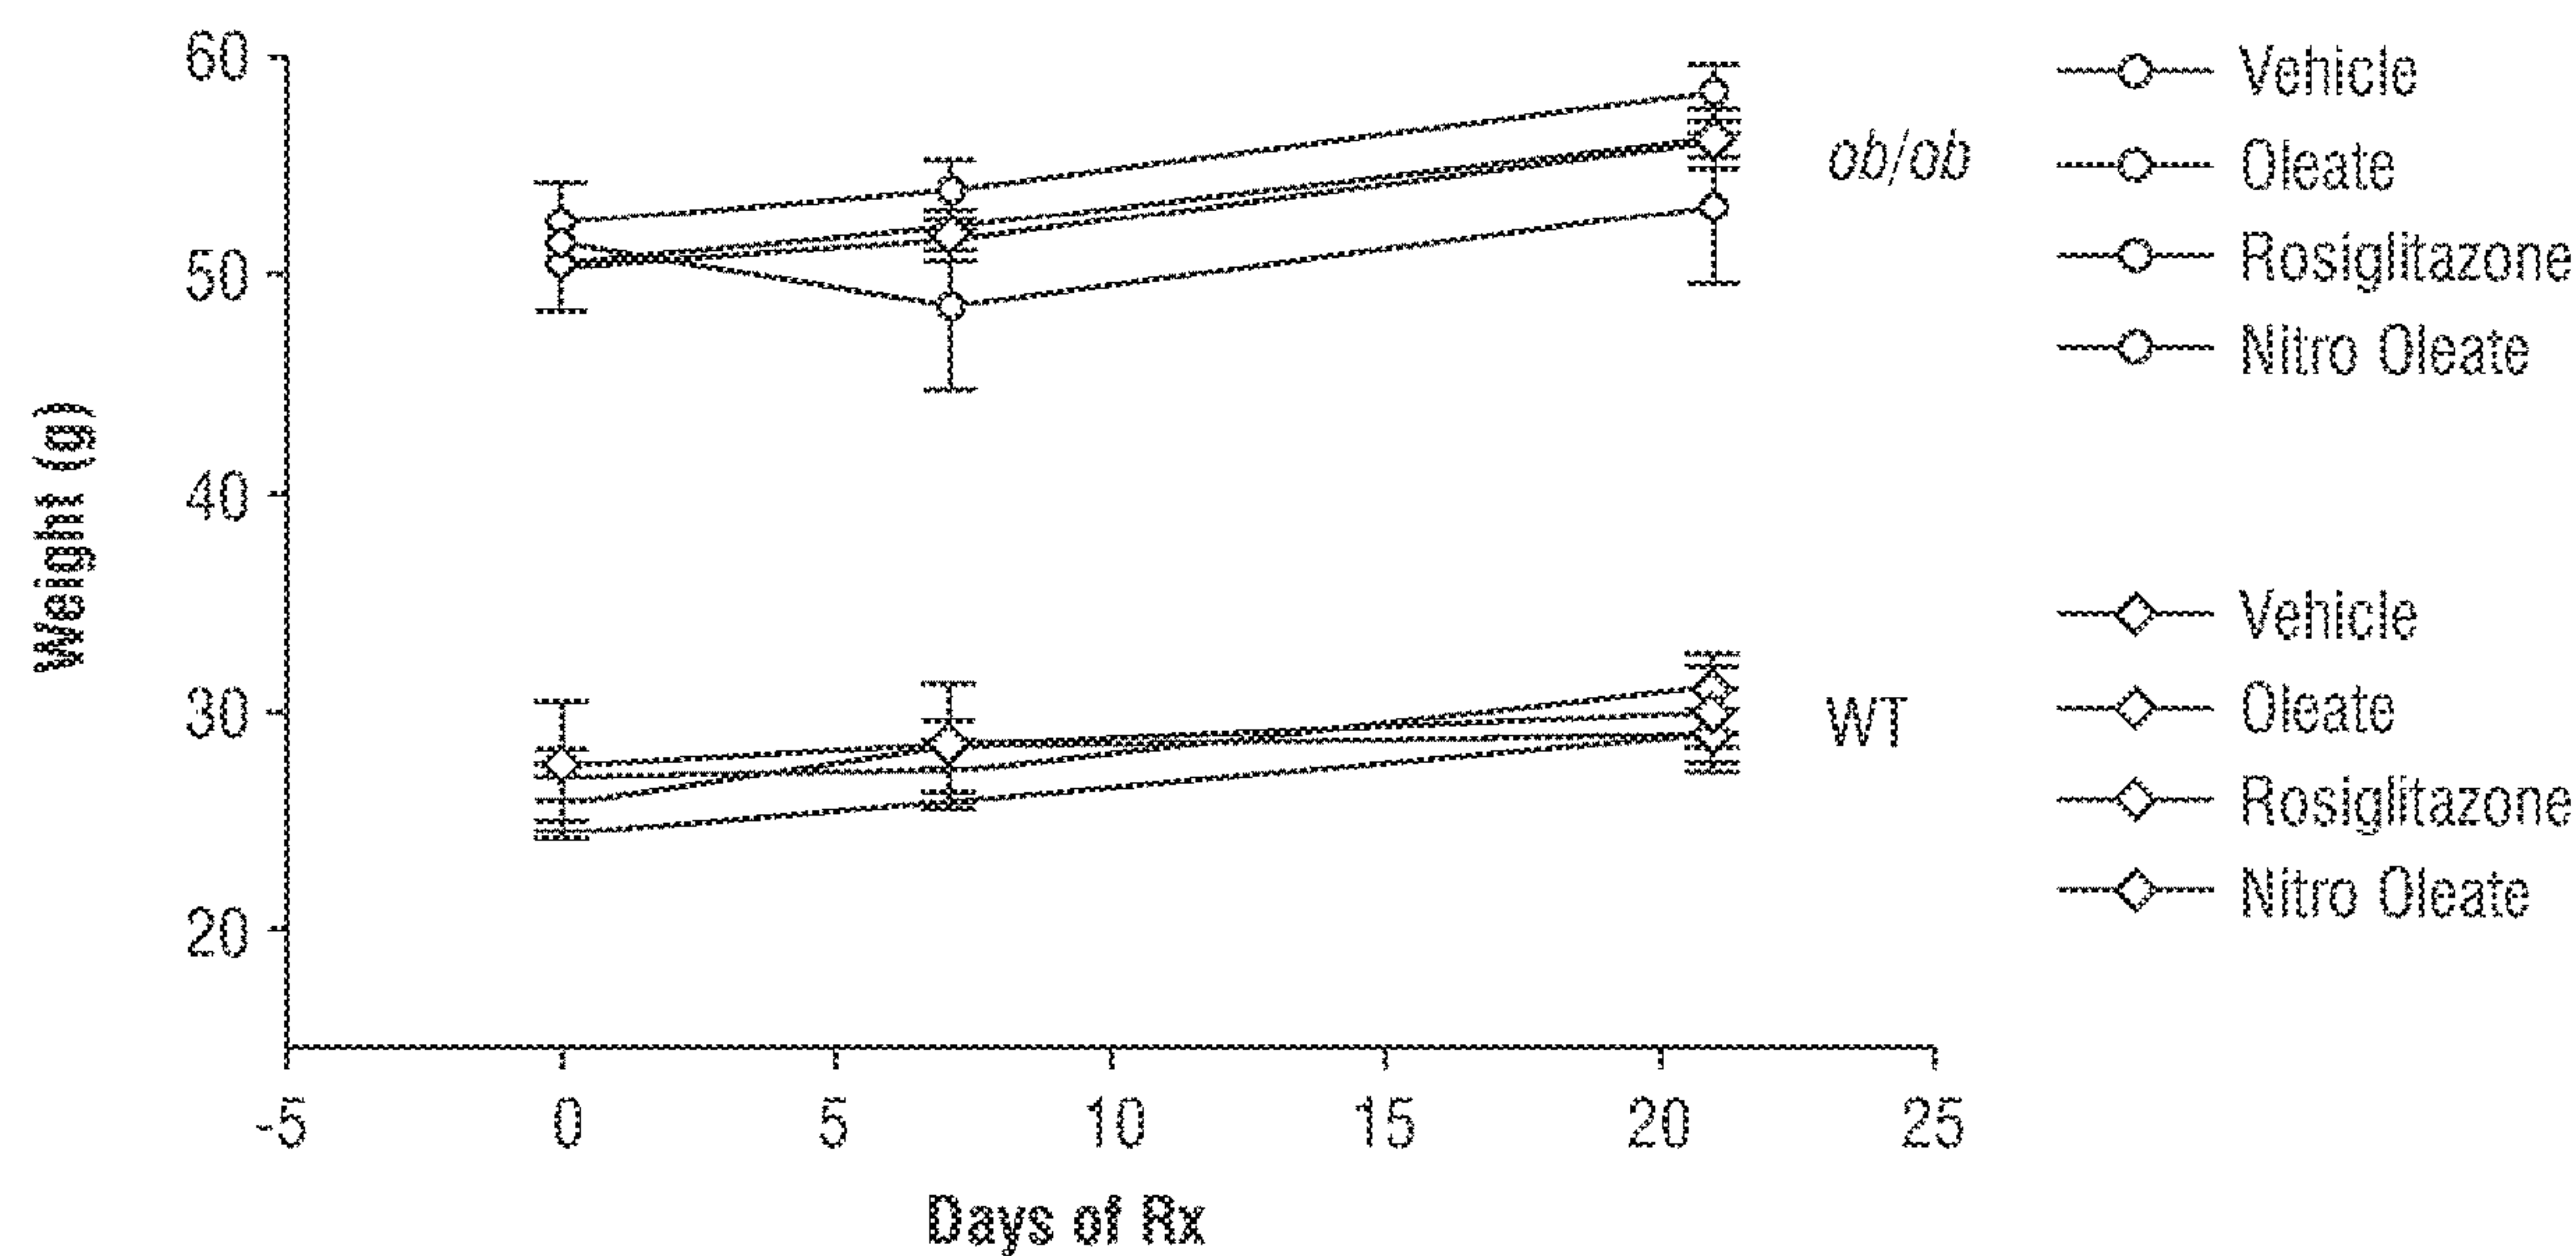 Weight (g)
60
50
40
30
20
-5
0
5
10
15
20
25
Days of Rx
ob/ob
WT
Vehicle
Oleate
Rosiglitazone
Nitro Oleate
Vehicle
Oleate
Rosiglitazone
Nitro Oleate